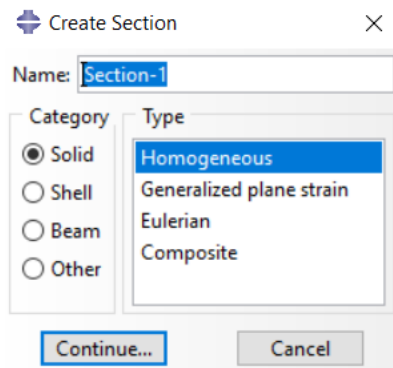 Create Section
Name: Section-1
Category
Type
Solid
Shell
Beam
Other
Homogeneous
Generalized plane strain
Eulerian
Composite
Continue...
Cancel